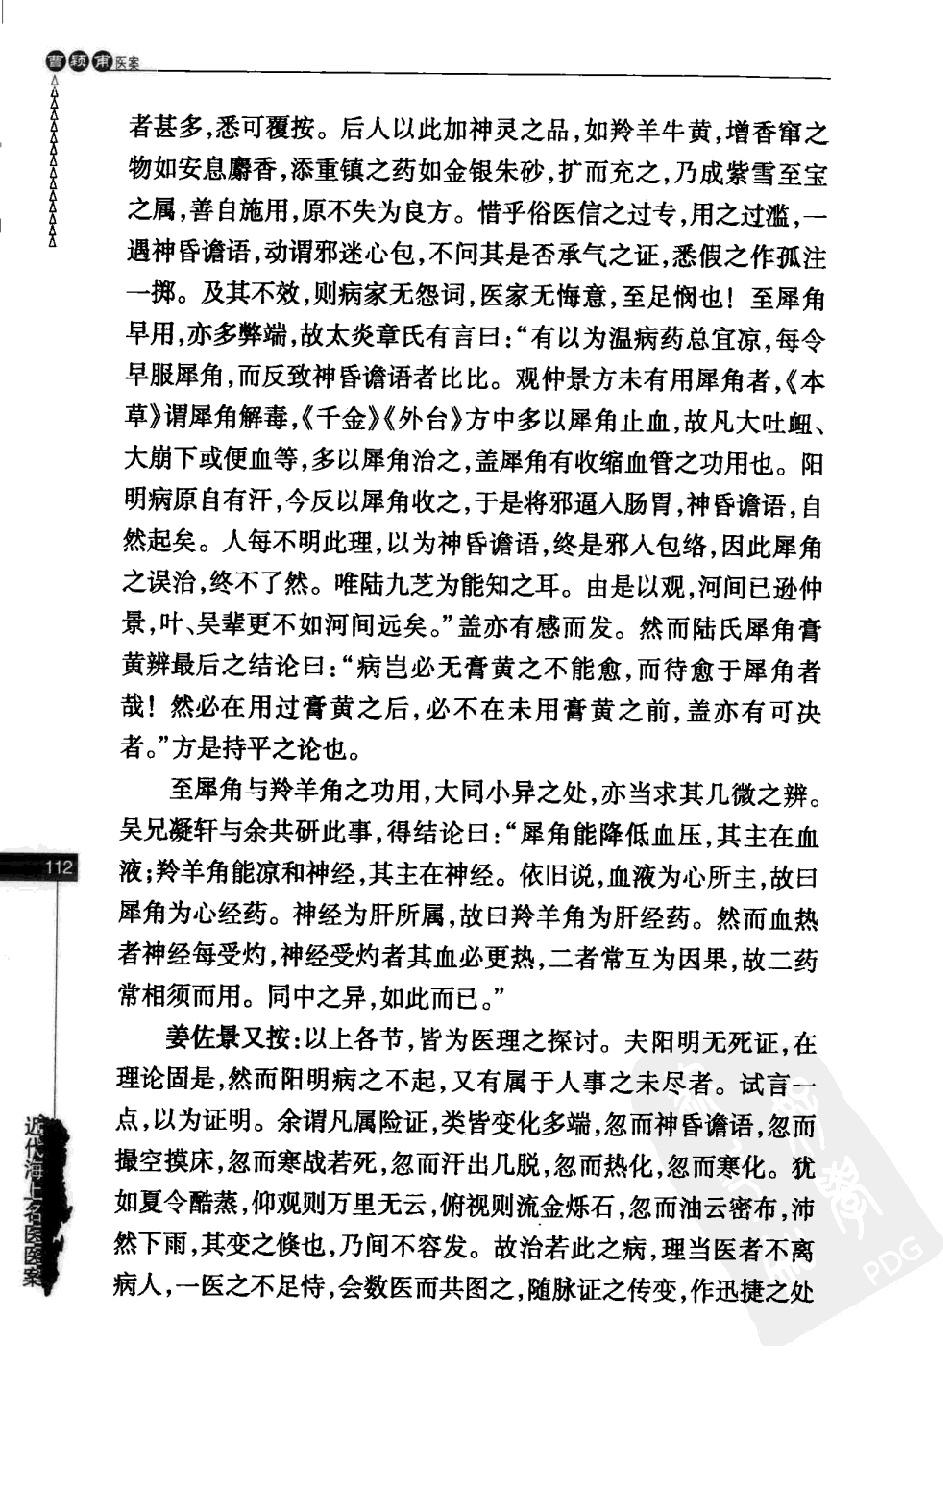 曹颖甫医案
者甚多,悉可覆按。后人以此加神灵之品,如羚羊牛黄,增香窜之
物如安息麝香,添重镇之药如金银朱砂,扩而充之,乃成紫雪至宝
之属,善自施用,原不失为良方。惜乎俗医信之过专,用之过滥,一
遇神昏谵语,动谓邪迷心包,不问其是否承气之证,悉假之作孤注
一掷。及其不效,则病家无怨词,医家无悔意,至足悯也!至犀角
早用,亦多弊端,故太炎章氏有言曰:“有以为温病药总宜凉,每令
早服犀角,而反致神昏谵语者比比。观仲景方未有用犀角者,《本
草》谓犀角解毒,《千金》《外台》方中多以犀角止血,故凡大吐衄、
大崩下或便血等,多以犀角治之,盖犀角有收缩血管之功用也。阳
明病原自有汗,今反以犀角收之,于是将邪逼入肠胃,神昏谵语,自
然起矣。人每不明此理,以为神昏谵语,终是邪入包络,因此犀角
之误治,终不了然。唯陆九芝为能知之耳。由是以观,河间已逊仲
景,叶、吴辈更不如河间远矣。”盖亦有感而发。然而陆氏犀角膏
黄辨最后之结论曰:“病岂必无膏黄之不能愈,而待愈于犀角者
哉!然必在用过膏黄之后,必不在未用膏黄之前,盖亦有可决
者。”方是持平之论也。
至犀角与羚羊角之功用,大同小异之处,亦当求其几微之辨。
吴兄凝轩与余共研此事,得结论曰:“犀角能降低血压,其主在血
液;羚羊角能凉和神经,其主在神经。依旧说,血液为心所主,故曰
犀角为心经药。神经为肝所属,故曰羚羊角为肝经药。然而血热
者神经每受灼,神经受灼者其血必更热,二者常互为因果,故二药
常相须而用。同中之异,如此而已。”
姜佐景又按:以上各节,皆为医理之探讨。夫阳明无死证,在
理论固是,然而阳明病之不起,又有属于人事之未尽者。试言一
点,以为证明。余谓凡属险证,类皆变化多端,忽而神昏谵语,忽而
撮空摸床,忽而寒战若死,忽而汗出几脱,忽而热化,忽而寒化。犹
如夏令酷蒸,仰观则万里无云,俯视则流金烁石,忽而油云密布,沛
然下雨,其变之倏也,乃间不容发。故治若此之病,理当医者不离
病人,一医之不足恃,会数医而共图之,随脉证之传变,作迅捷之处
112
近代海上名医医案
PDG